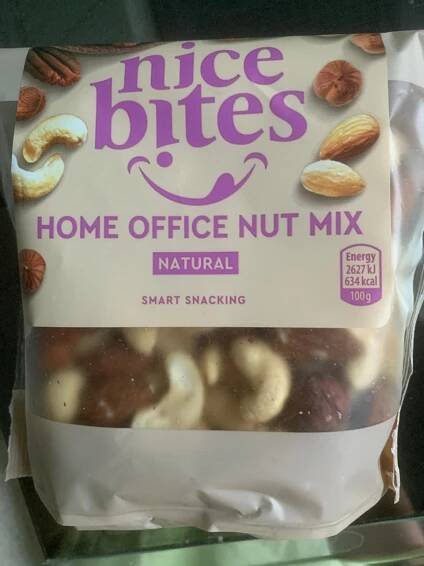 nice
bites
HOME OFFICE NUT MIX
NATURAL
SMART SNACKING
Energy
2627 kJ
634 kcal
100g